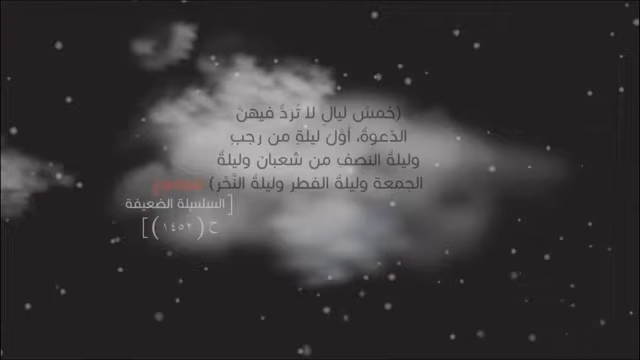 (خمسُ ليالٍ لا تُردُّ فيهنَّ
الدَّعوةُ، أوَّل ليلةٍ من رجبٍ
وليلةُ النصف من شعبان وليلةُ
الجمعة وليلةُ الفطر وليلةُ النَّحْر)
[السلسلة الضعيفة
ح (١٤٥٢)]